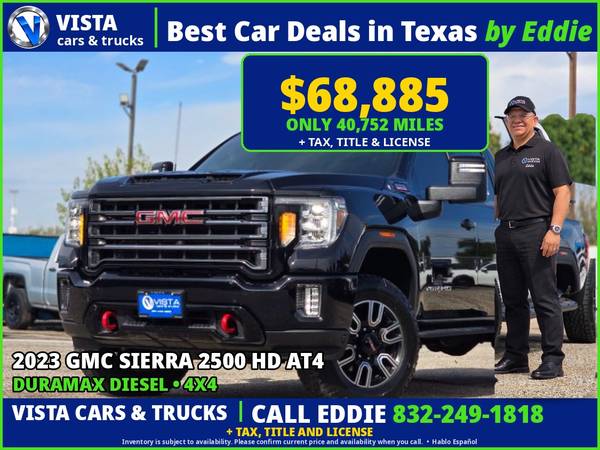 VISTA
cars & trucks
Best Car Deals in Texas by Eddie
$68,885
ONLY 40,752 MILES
+ TAX, TITLE & LICENSE
GMC
VISTA
2023 GMC SIERRA 2500 HD AT4
DURAMAX DIESEL • 4X4
VISTA CARS & TRUCKS
CALL EDDIE 832-249-1818
+ TAX, TITLE AND LICENSE
Inventory is subject to availability. Please confirm current price and availability when you call. • Hablo Español